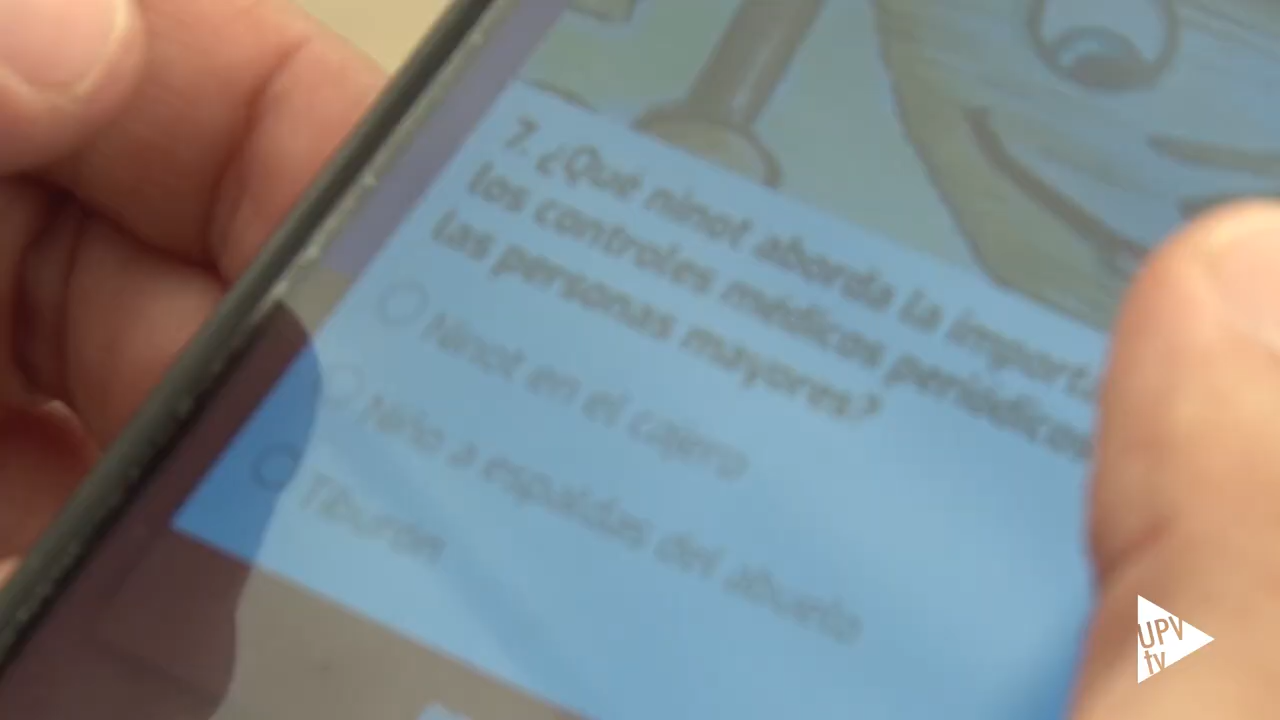 7. ¿Qué ninot aborda la
los controles médicos periódicos
las personas mayores?
Ninot en el cajero
Niño a espaldas del abuelo
Tiburón
UPV
tv